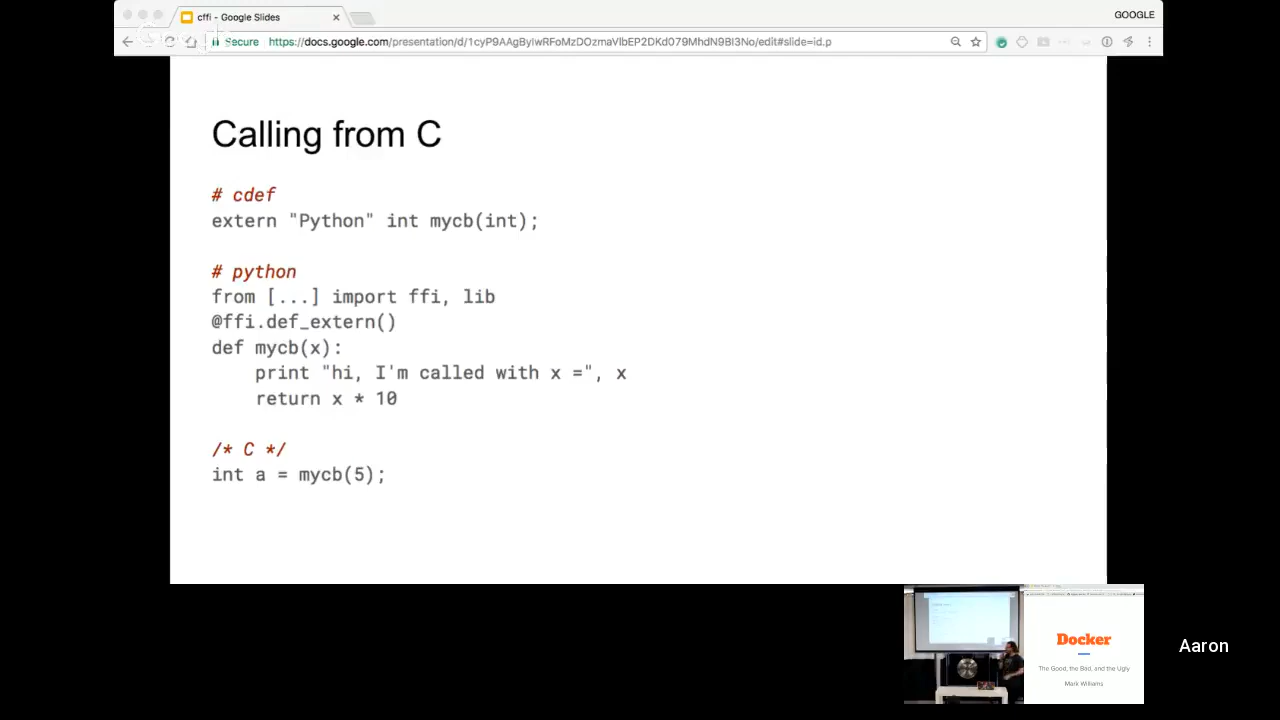 cffi - Google Slides
GOOGLE
Secure https://docs.google.com/presentation/d/1cyP9AAgBylwRFoMzDOzmaVlbEP2DKd079MhdN9BI3No/edit#slide=id.p
Calling from C
# cdef
extern "Python" int mycb(int);
# python
from [...] import ffi, lib
@ffi.def_extern()
def mycb(x):
print "hi, I'm called with x =", x
return x * 10
/* C */
int a = mycb(5);
Docker
The Good, the Bad, and the Ugly
Mark Williams
Aaron